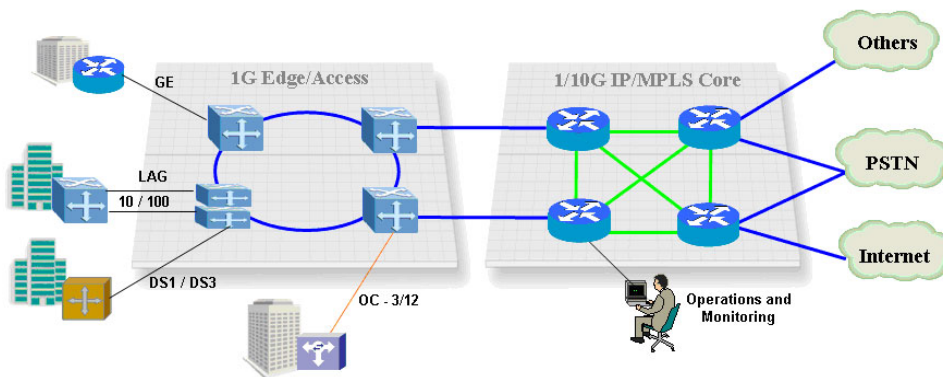 1G Edge/Access
1/10G IP/MPLS Core
Others
GE
LAG
10 / 100
PSTN
DS1 / DS3
OC - 3/12
Internet
Operations and
Monitoring